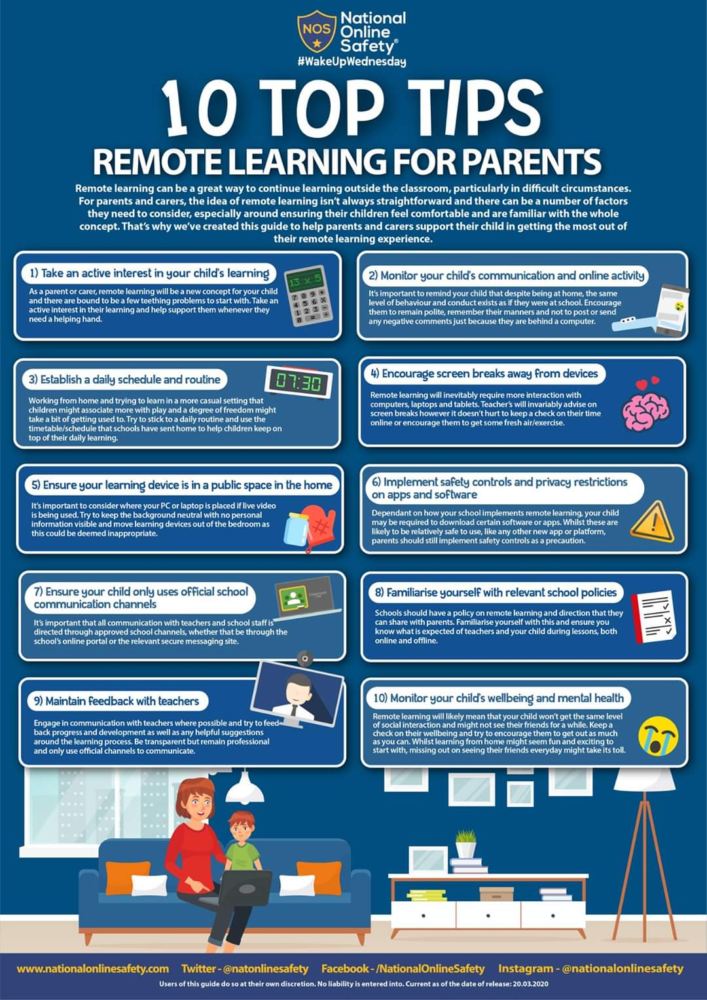 NOS
National
Online
Safety®
#WakeUpWednesday
10 TOP TIPS
REMOTE LEARNING FOR PARENTS
Remote learning can be a great way to continue learning outside the classroom, particularly in difficult circumstances.
For parents and carers, the idea of remote learning isn't always straightforward and there can be a number of factors
they need to consider, especially around ensuring their children feel comfortable and are familiar with the whole
concept. That's why we've created this guide to help parents and carers support their child in getting the most out of
their remote learning experience.
1) Take an active interest in your child's learning
As a parent or carer, remote learning will be a new concept for your child
and there are bound to be a few teething problems to start with. Take an
active interest in their learning and help support them whenever they
need a helping hand.
13 x 5
7 8 9 ÷
4 5 6 X
1 2 3 -
0 = +
2) Monitor your child's communication and online activity
It's important to remind your child that despite being at home, the same
level of behaviour and conduct exists as if they were at school. Encourage
them to remain polite, remember their manners and not to post or send
any negative comments just because they are behind a computer.
3) Establish a daily schedule and routine
Working from home and trying to learn in a more casual setting that
children might associate more with play and a degree of freedom might
take a bit of getting used to. Try to stick to a daily routine and use the
timetable/schedule that schools have sent home to help children keep on
top of their daily learning.
07:30
4) Encourage screen breaks away from devices
Remote learning will inevitably require more interaction with
computers, laptops and tablets. Teacher's will invariably advise on
screen breaks however it doesn't hurt to keep a check on their time
online or encourage them to get some fresh air/exercise.
5) Ensure your learning device is in a public space in the home
It's important to consider where your PC or laptop is placed if live video
is being used. Try to keep the background neutral with no personal
information visible and move learning devices out of the bedroom as
this could be deemed inappropriate.
6) Implement safety controls and privacy restrictions
on apps and software
Dependant on how your school implements remote learning, your child
may be required to download certain software or apps. Whilst these are
likely to be relatively safe to use, like any other new app or platform,
parents should still implement safety controls as a precaution.
7) Ensure your child only uses official school
communication channels
It's important that all communication with teachers and school staff is
directed through approved school channels, whether that be through the
school's online portal or the relevant secure messaging site.
Classroom
8) Familiarise yourself with relevant school policies
Schools should have a policy on remote learning and direction that they
can share with parents. Familiarise yourself with this and ensure you
know what is expected of teachers and your child during lessons, both
online and offline.
9) Maintain feedback with teachers
Engage in communication with teachers where possible and try to feed
back progress and development as well as any helpful suggestions
around the learning process. Be transparent but remain professional
and only use official channels to communicate.
10) Monitor your child's wellbeing and mental health
Remote learning will likely mean that your child won't get the same level
of social interaction and might not see their friends for a while. Keep a
check on their wellbeing and try to encourage them to get out as much
as you can. Whilst learning from home might seem fun and exciting to
start with, missing out on seeing their friends everyday might take its toll.
www.nationalonlinesafety.com Twitter - @natonlinesafety Facebook - /NationalOnlineSafety Instagram - @nationalonlinesafety
Users of this guide do so at their own discretion. No liability is entered into. Current as of the date of release: 20.03.2020